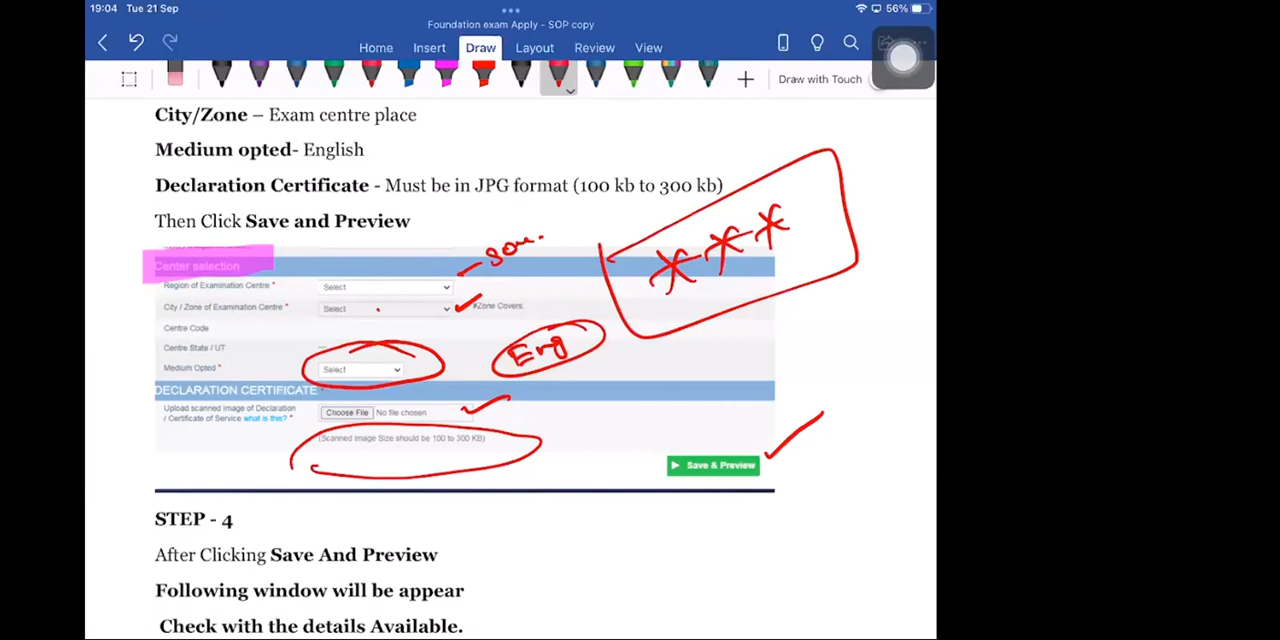 19:04 Tue 21 Sep
56%
Foundation exam Apply - SOP copy
Home Insert Draw Layout Review View
Draw with Touch
City/Zone – Exam centre place
Medium opted- English
Declaration Certificate - Must be in JPG format (100 kb to 300 kb)
Then Click Save and Preview
Center selection
Region of Examination Centre * Select
City / Zone of Examination Centre * Select #Zone Covers:
Centre Code
Centre State / UT
Medium Opted * Select
Eng
DECLARATION CERTIFICATE
Upload scanned image of Declaration
/ Certificate of Service what is this? *
Choose File No file chosen
(Scanned image Size should be 100 to 300 KB)
Save & Preview
STEP - 4
After Clicking Save And Preview
Following window will be appear
Check with the details Available.